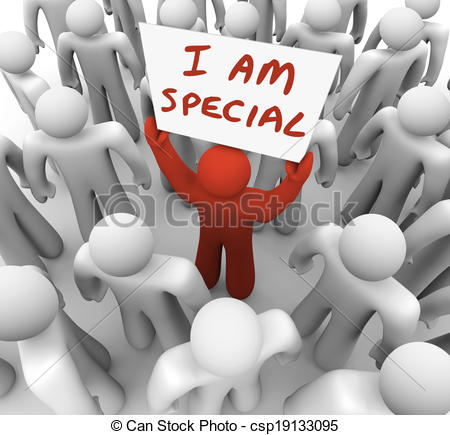 I AM
SPECIAL
© Can Stock Photo - csp19133095